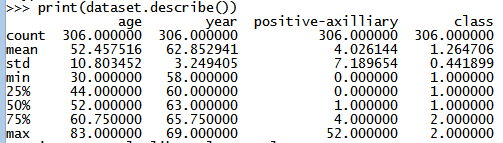 >>> print(dataset.describe())
age year positive-axilliary class
count 306.000000 306.000000 306.000000 306.000000
mean 52.457516 62.852941 4.026144 1.264706
std 10.803452 3.249405 7.189654 0.441899
min 30.000000 58.000000 0.000000 1.000000
25% 44.000000 60.000000 0.000000 1.000000
50% 52.000000 63.000000 1.000000 1.000000
75% 60.750000 65.750000 4.000000 2.000000
max 83.000000 69.000000 52.000000 2.000000